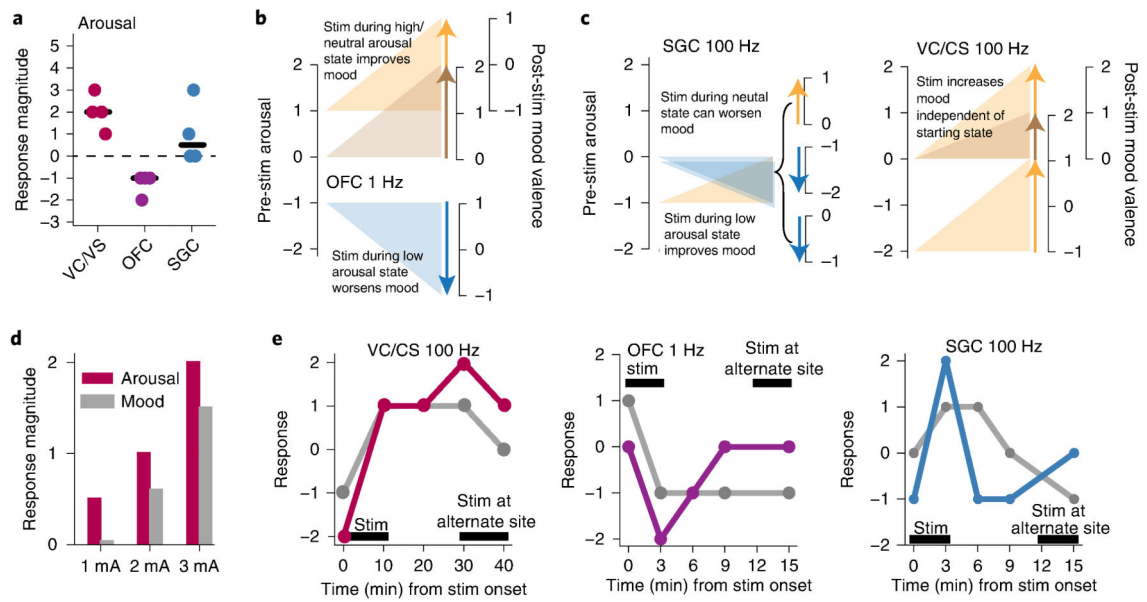 a
Arousal
Response magnitude
5
4
3
2
1
0
−1
−2
−3
VC/VS
OFC
SGC
b
Pre-stim arousal
2
1
0
−1
−2
Stim during high/
neutral arousal
state improves
mood
OFC 1 Hz
Stim during low
arousal state
worsens mood
1
0
−1
2
1
0
1
0
−1
Post-stim mood valence
c
SGC 100 Hz
Pre-stim arousal
2
1
0
−1
−2
Stim during neutal
state can worsen
mood
Stim during low
arousal state
improves mood
1
0
−1
−2
0
−1
VC/CS 100 Hz
2
1
0
−1
−2
Stim increases
mood
independent of
starting state
2
1
0
2
1
0
1
0
−1
Post-stim mood valence
d
Response magnitude
2
1
0
Arousal
Mood
1 mA
2 mA
3 mA
e
VC/CS 100 Hz
Response
2
1
0
−1
−2
Stim
Stim at
alternate site
0
10
20
30
40
Time (min) from stim onset
OFC 1 Hz
stim
Stim at
alternate site
Response
2
1
0
−1
−2
0
3
6
9
12
15
Time (min) from stim onset
SGC 100 Hz
Response
2
1
0
−1
−2
Stim
Stim at
alternate site
0
3
6
9
12
15
Time (min) from stim onset